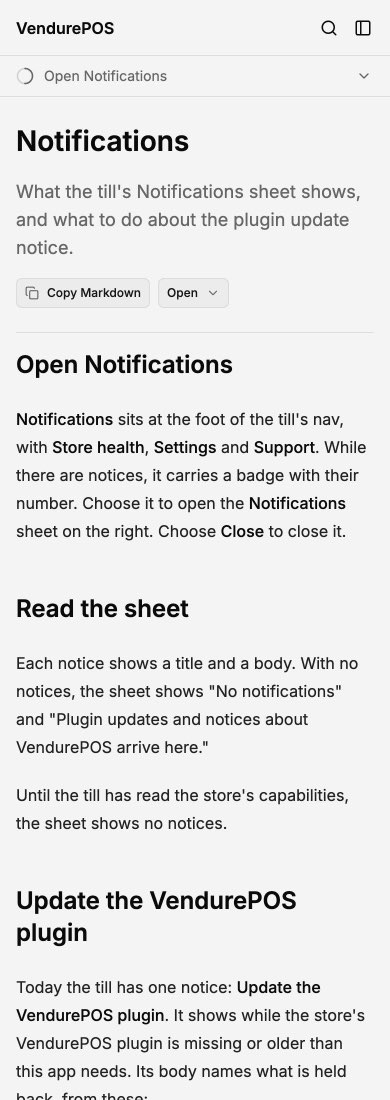 VendurePOS
Open Notifications
Notifications
What the till's Notifications sheet shows,
and what to do about the plugin update
notice.
Copy Markdown
Open
Open Notifications
Notifications sits at the foot of the till's nav,
with Store health, Settings and Support. While
there are notices, it carries a badge with their
number. Choose it to open the Notifications
sheet on the right. Choose Close to close it.
Read the sheet
Each notice shows a title and a body. With no
notices, the sheet shows "No notifications"
and "Plugin updates and notices about
VendurePOS arrive here."
Until the till has read the store's capabilities,
the sheet shows no notices.
Update the VendurePOS
plugin
Today the till has one notice: Update the
VendurePOS plugin. It shows while the store's
VendurePOS plugin is missing or older than
this app needs. Its body names what is held
back, from these: